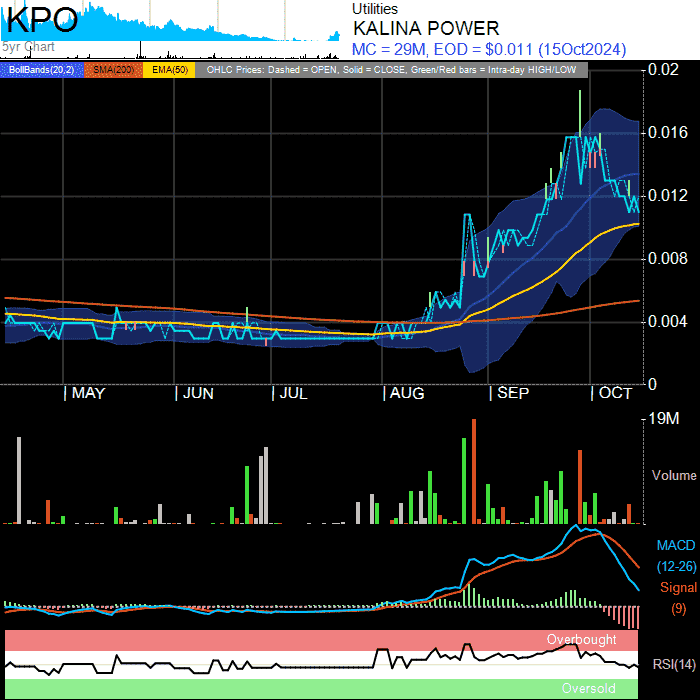 KPO
Utilities
KALINA POWER
5yr Chart
MC = 29M, EOD = $0.011 (15Oct2024)
BollBands(20,2) SMA(200) EMA(50) OHLC Prices: Dashed = OPEN, Solid = CLOSE, Green/Red bars = Intra-day HIGH/LOW
0.02
0.016
0.012
0.008
0.004
0
MAY JUN JUL AUG SEP OCT
19M
Volume
MACD
(12-26)
Signal
(9)
Overbought
RSI(14)
Oversold